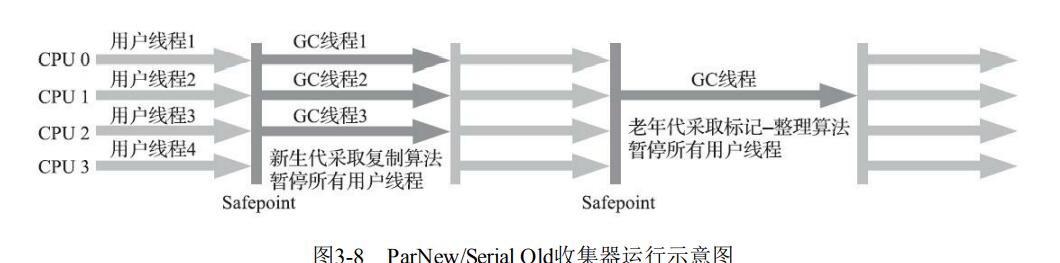 用户线程1
GC线程1
CPU 0
用户线程2
GC线程2
GC线程
CPU 1
用户线程3
GC线程3
CPU 2
老年代采取标记–整理算法
暂停所有用户线程
用户线程4
新生代采取复制算法
暂停所有用户线程
CPU 3
Safepoint
Safepoint
图3-8 ParNew/Serial Old收集器运行示意图